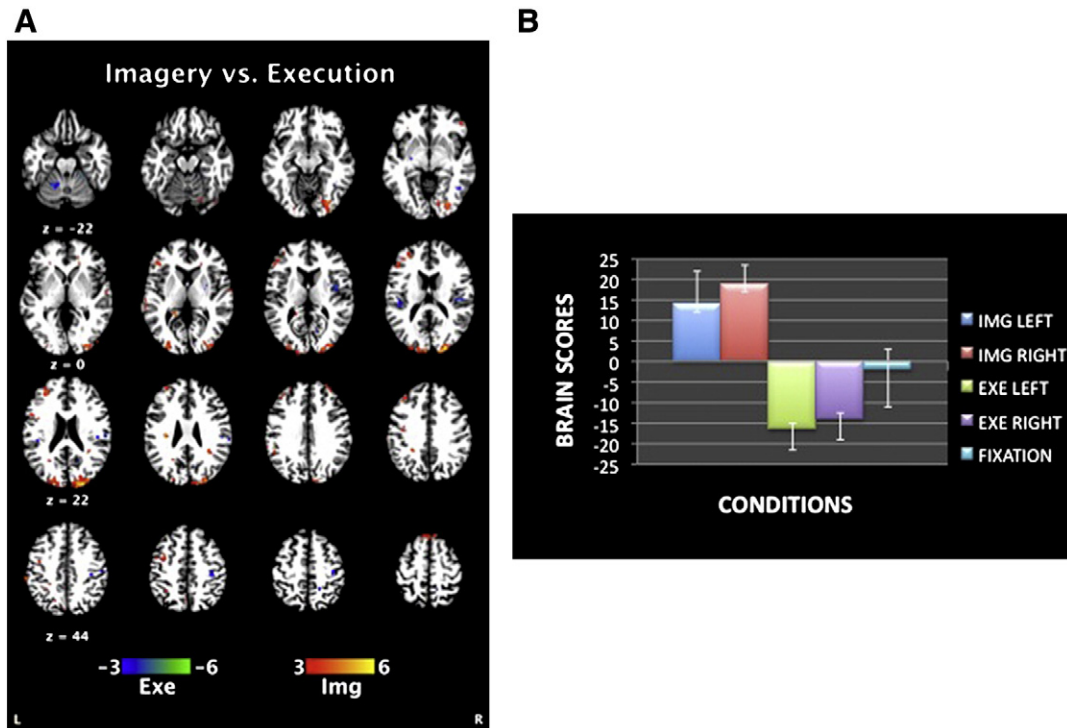 A
Imagery vs. Execution
z = -22
z = 0
z = 22
z = 44
-3 -6
Exe
3 6
Img
L R
B
25
20
15
10
5
0
-5
-10
-15
-20
-25
BRAIN SCORES
CONDITIONS
IMG LEFT
IMG RIGHT
EXE LEFT
EXE RIGHT
FIXATION